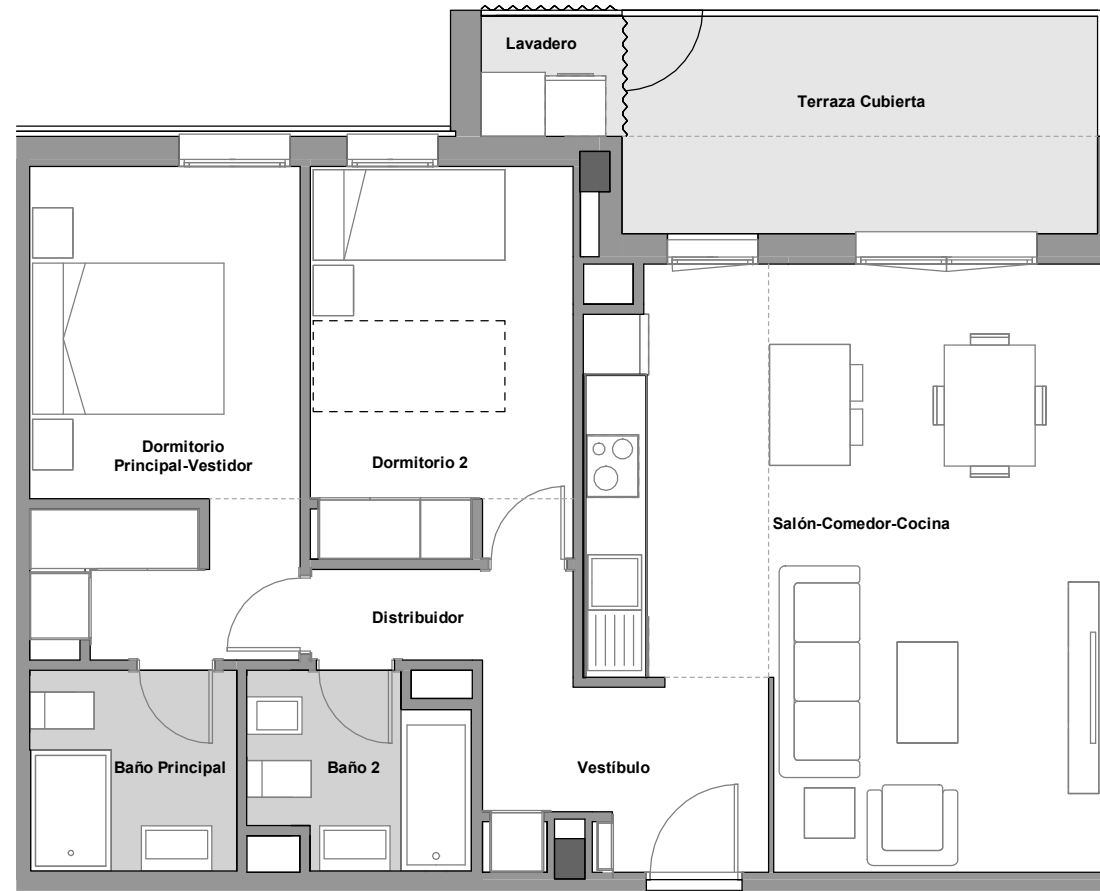 Lavadero
Terraza Cubierta
Dormitorio
Principal-Vestidor
Dormitorio 2
Salón-Comedor-Cocina
Distribuidor
Baño Principal
Baño 2
Vestíbulo